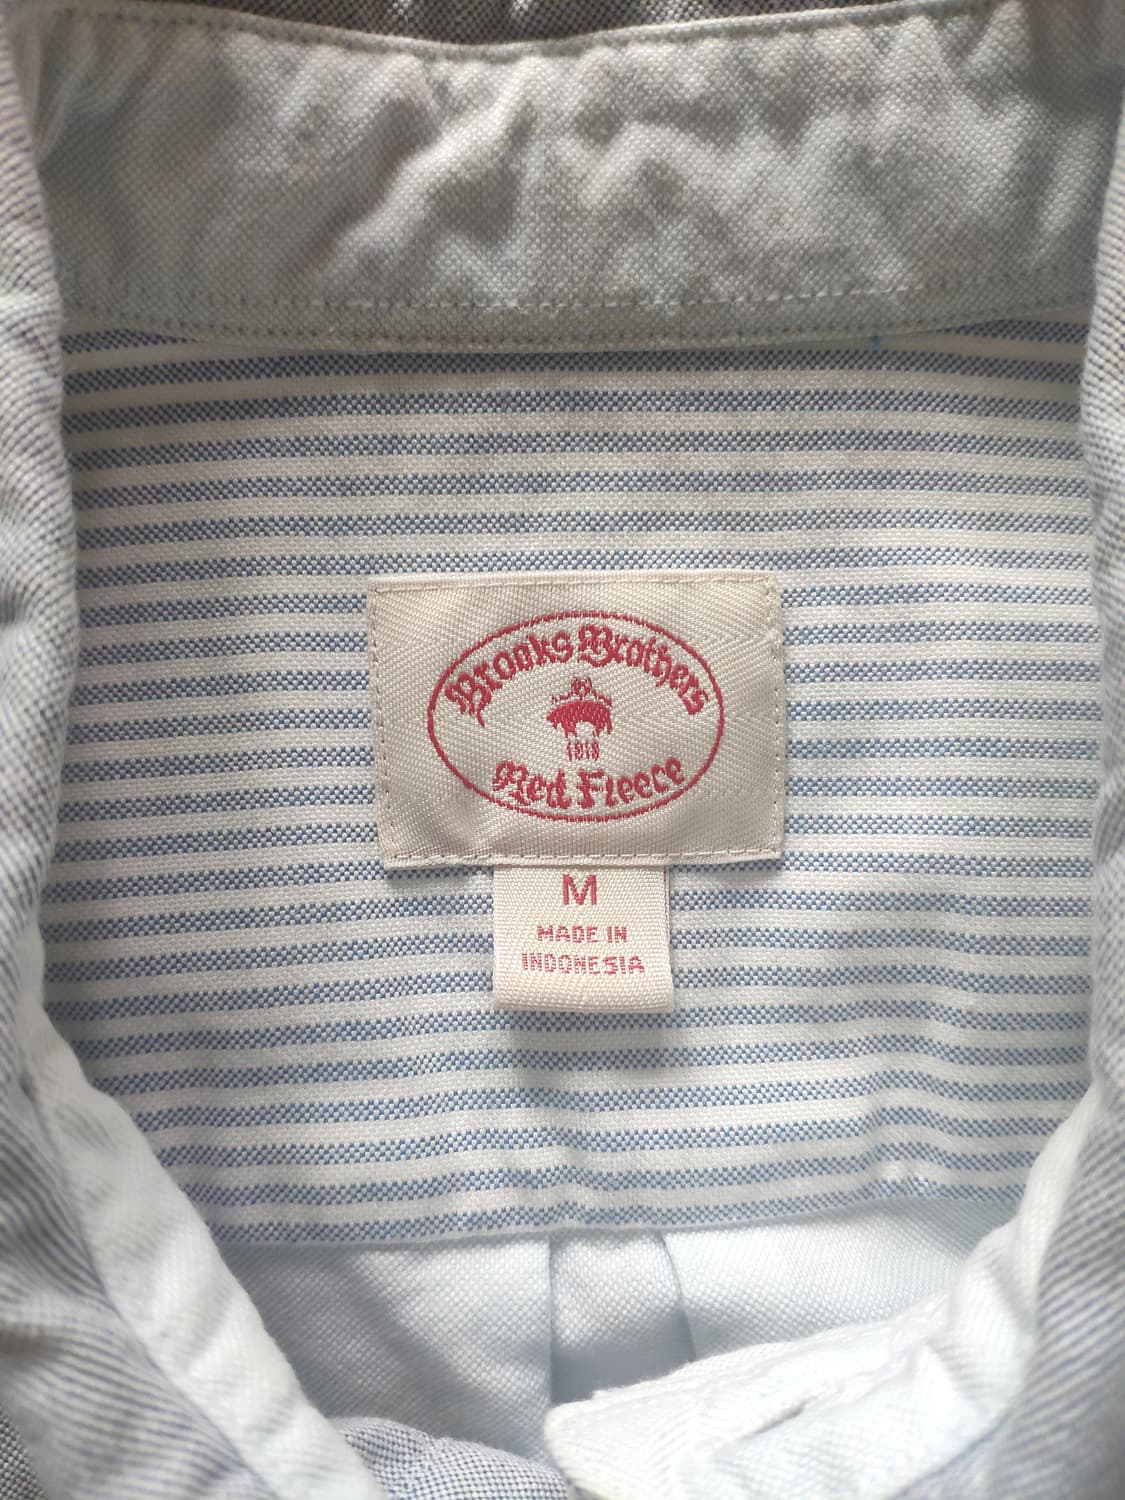 Brooks Brothers
1818
Red Fleece
M
MADE IN
INDONESIA